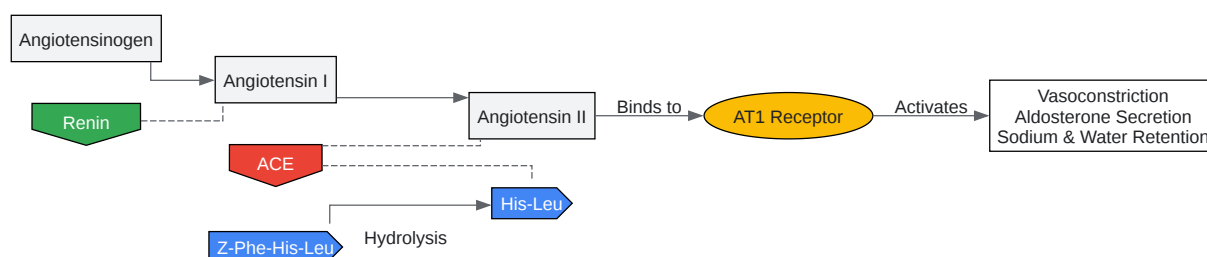 Angiotensinogen
Angiotensin I
Renin
Angiotensin II
Binds to
AT1 Receptor
Activates
Vasoconstriction
Aldosterone Secretion
Sodium & Water Retention
ACE
His-Leu
Z-Phe-His-Leu
Hydrolysis